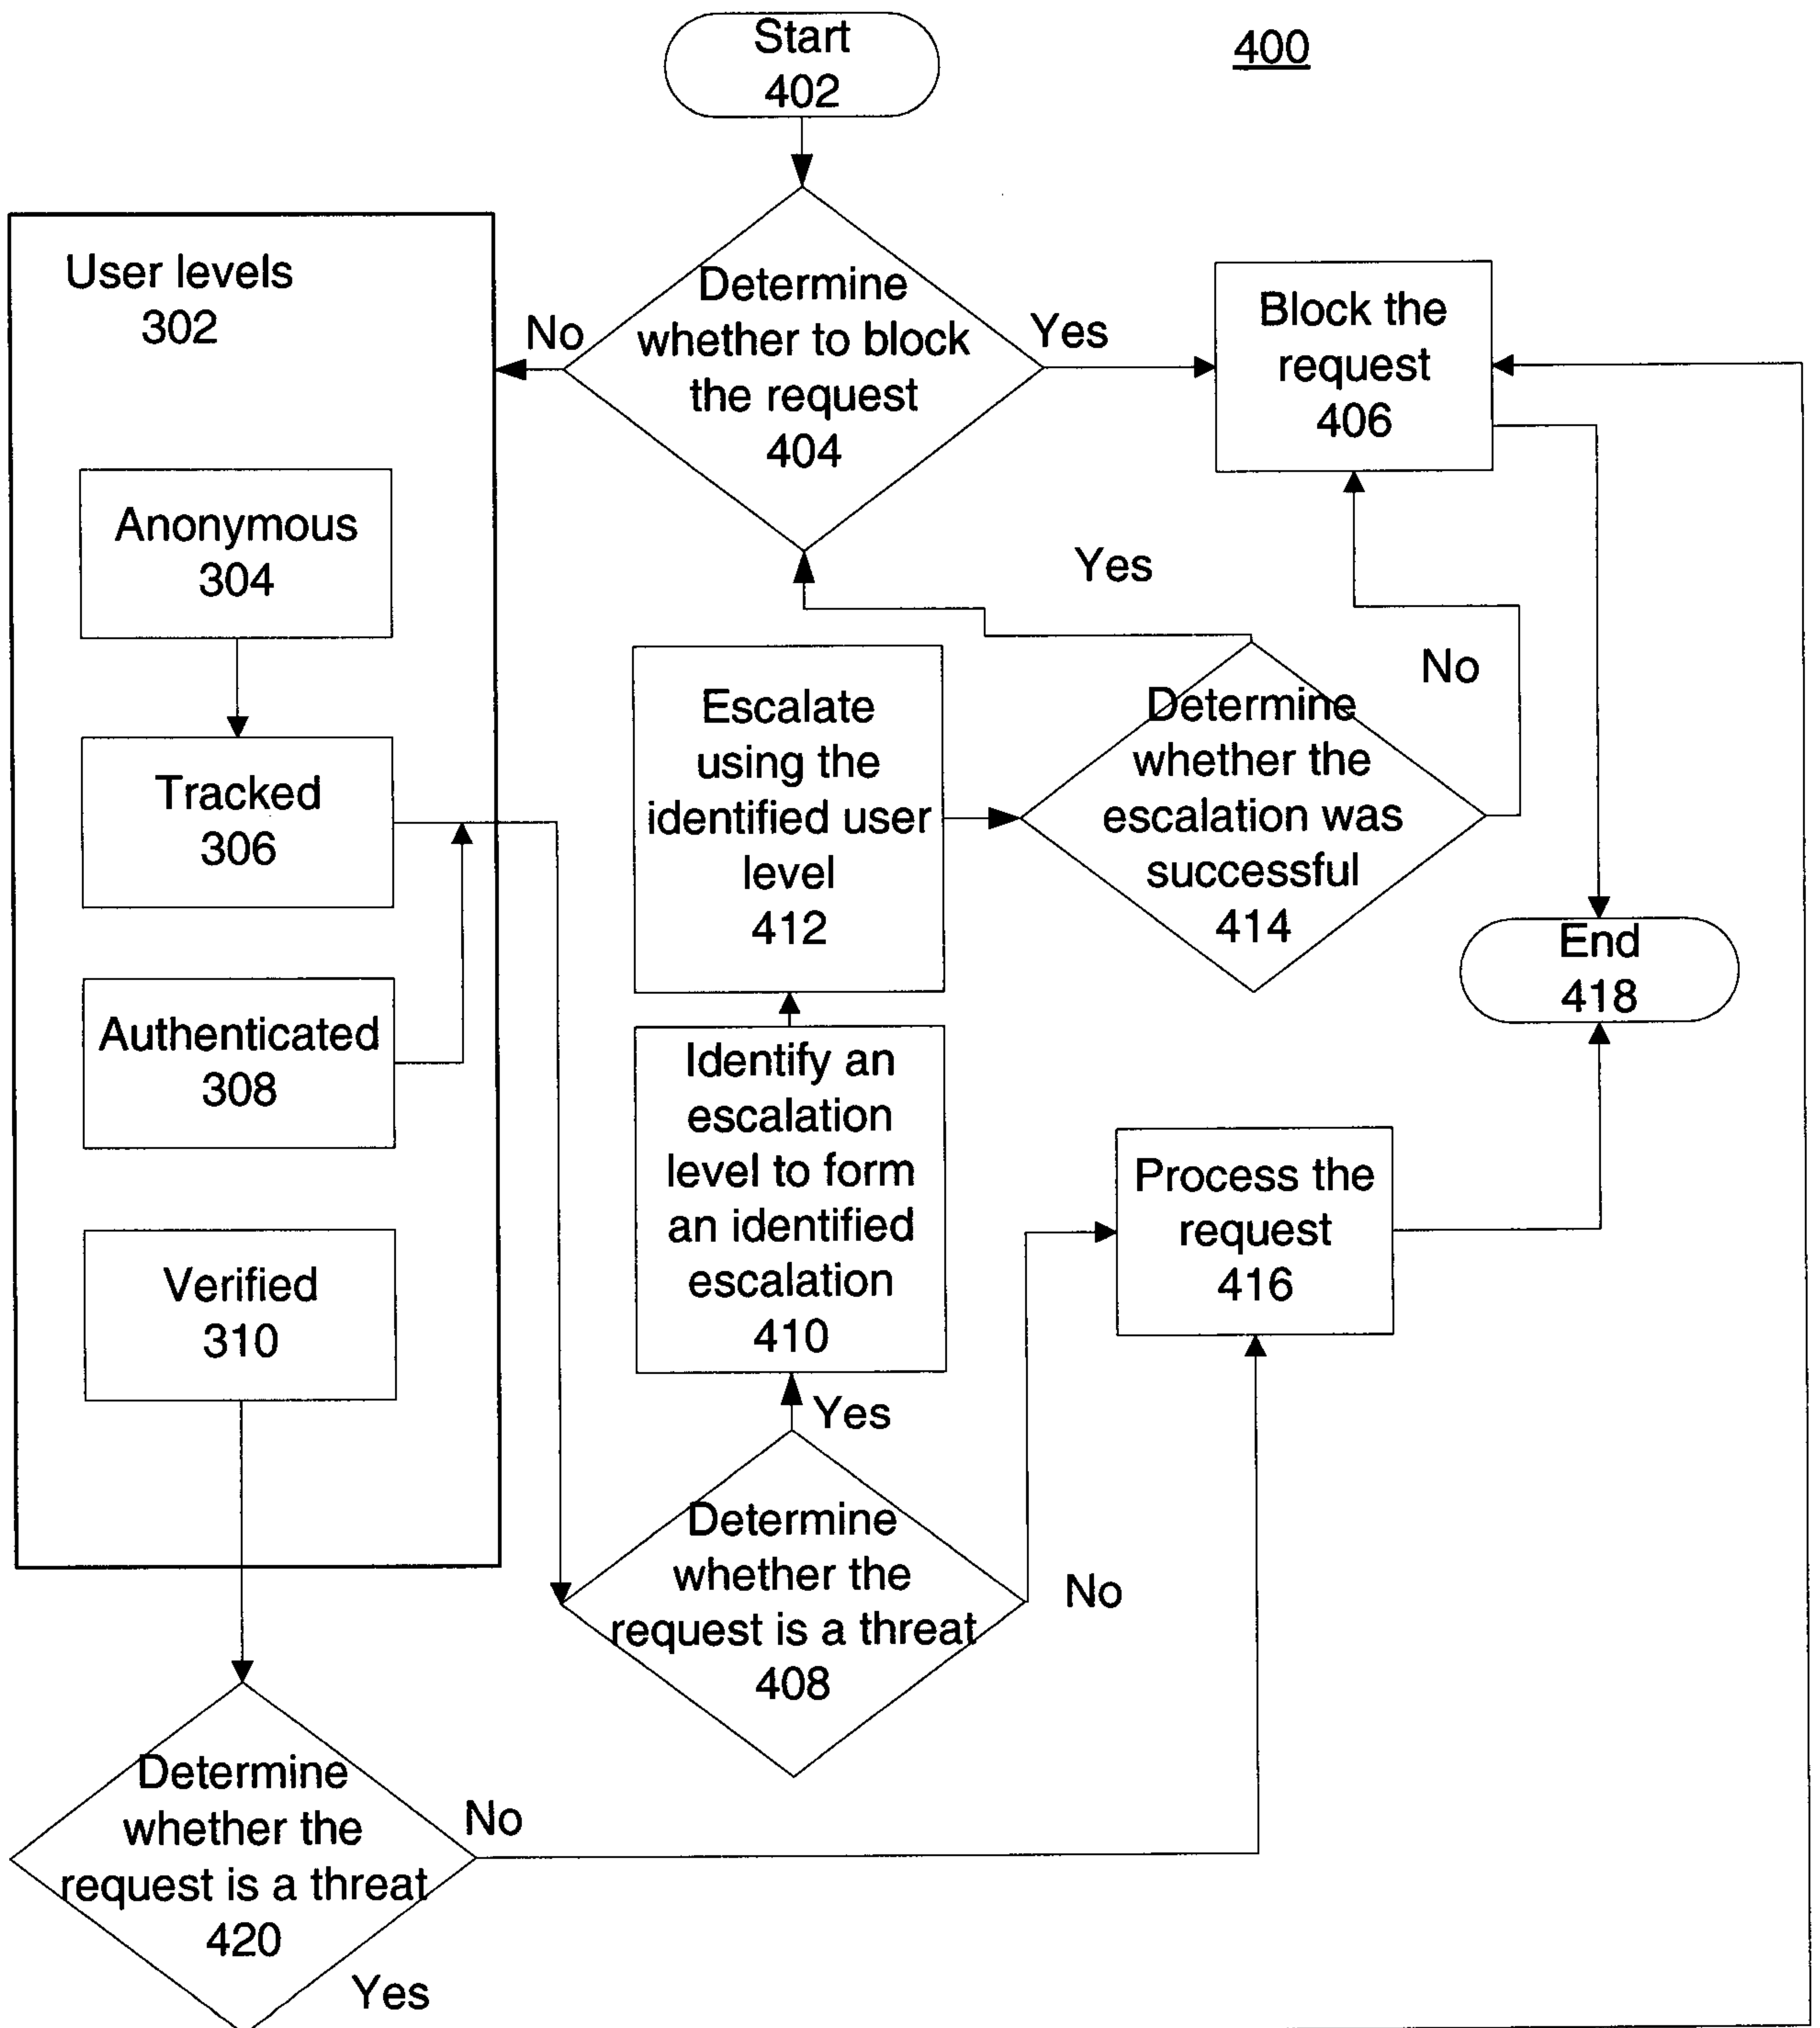 Start
402
400
User levels
302
No
Determine
whether to block
the request
404
Yes
Block the
request
406
Anonymous
304
Yes
Tracked
306
Escalate
using the
identified user
level
412
Determine
whether the
escalation was
successful
414
No
End
418
Authenticated
308
Identify an
escalation
level to form
an identified
escalation
410
Process the
request
416
Verified
310
Yes
Determine
whether the
request is a threat
408
No
Determine
whether the
request is a threat
420
No
Yes